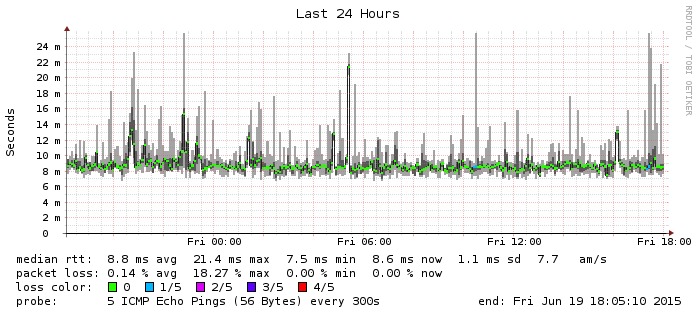 Last 24 Hours
RRDTOOL / TOBI OETIKER
Seconds
24 m
22 m
20 m
18 m
16 m
14 m
12 m
10 m
8 m
6 m
4 m
2 m
0
Fri 00:00 Fri 06:00 Fri 12:00 Fri 18:00
median rtt: 8.8 ms avg 21.4 ms max 7.5 ms min 8.6 ms now 1.1 ms sd 7.7 am/s
packet loss: 0.14 % avg 18.27 % max 0.00 % min 0.00 % now
loss color: 0 1/5 2/5 3/5 4/5
probe: 5 ICMP Echo Pings (56 Bytes) every 300s end: Fri Jun 19 18:05:10 2015